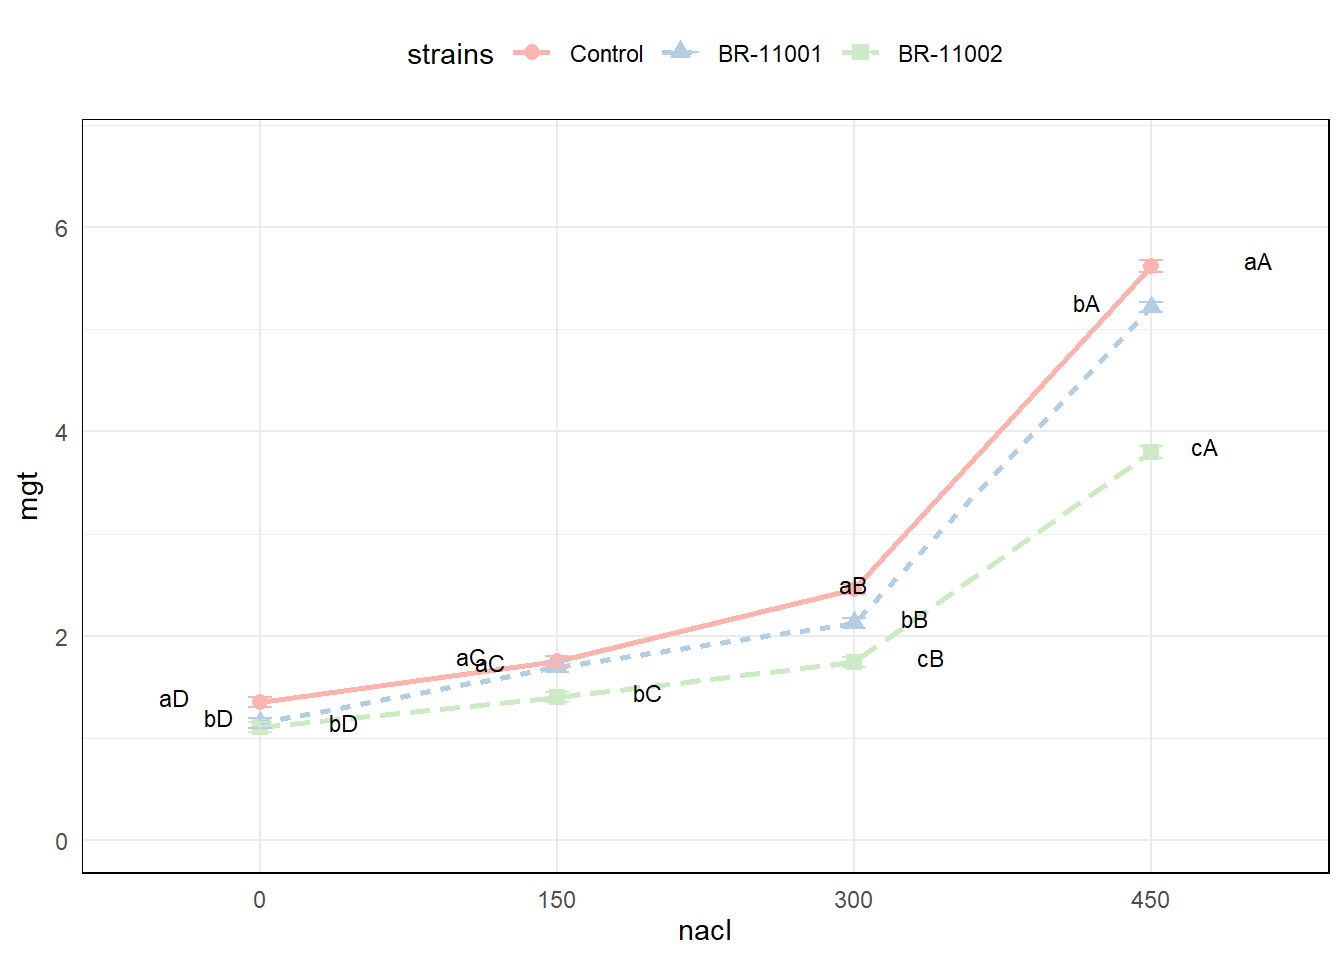 strains Control BR-11001 BR-11002
6
aA
bA
4
cA
mgt
aB
2
bB
cB
aC
aC
bC
aD
bD
bD
0
0 150 300 450
nacl